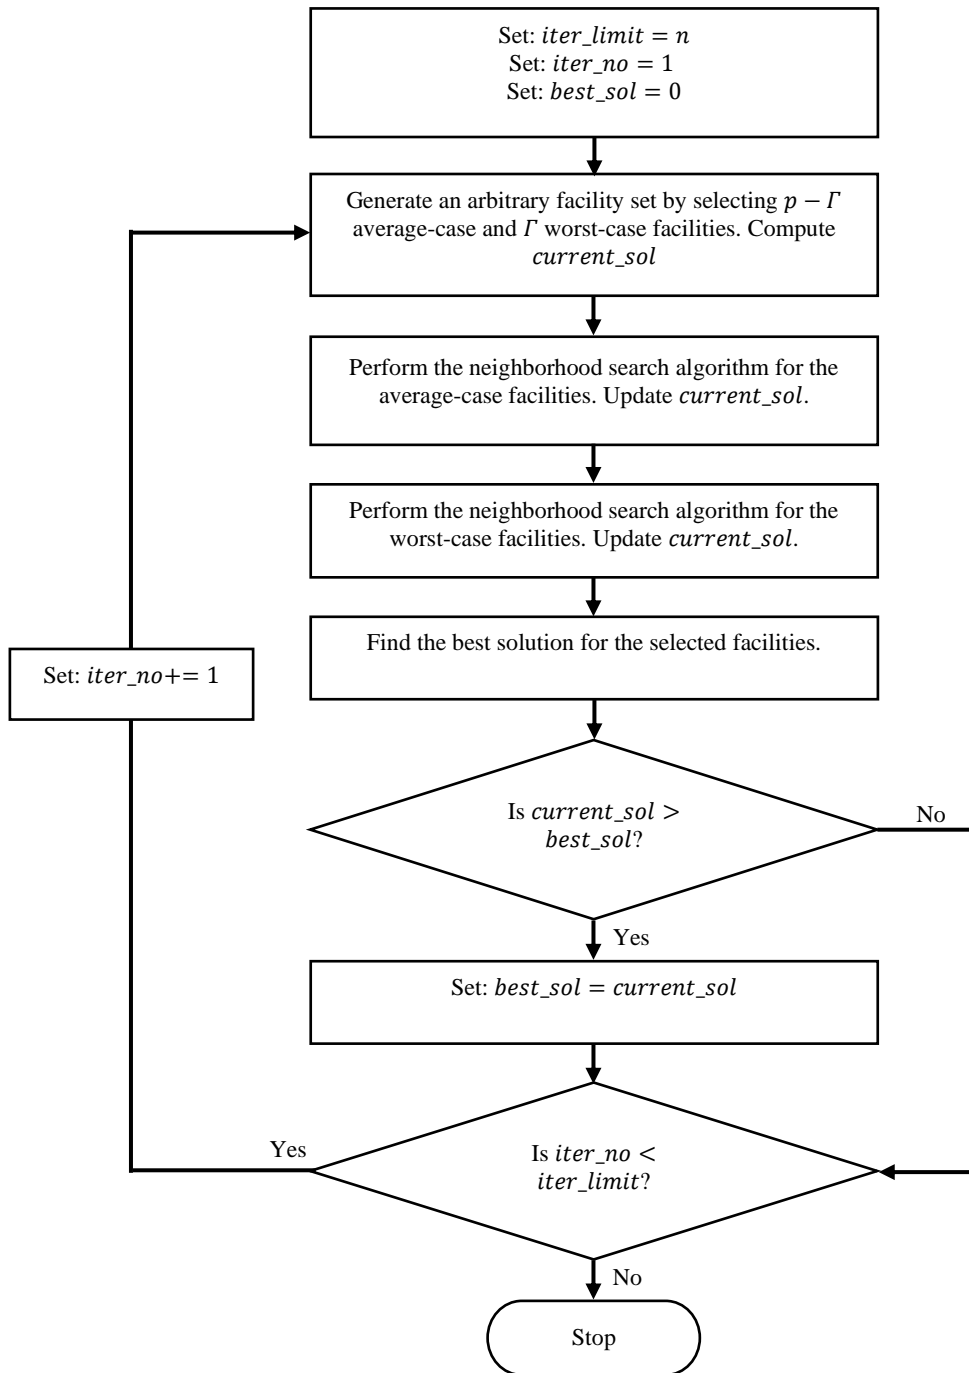 Set: iter_limit = n
Set: iter_no = 1
Set: best_sol = 0
Generate an arbitrary facility set by selecting p − Γ
average-case and Γ worst-case facilities. Compute
current_sol
Perform the neighborhood search algorithm for the
average-case facilities. Update current_sol.
Perform the neighborhood search algorithm for the
worst-case facilities. Update current_sol.
Find the best solution for the selected facilities.
Set: iter_no+= 1
Is current_sol >
best_sol?
No
Yes
Set: best_sol = current_sol
Yes
Is iter_no <
iter_limit?
No
Stop